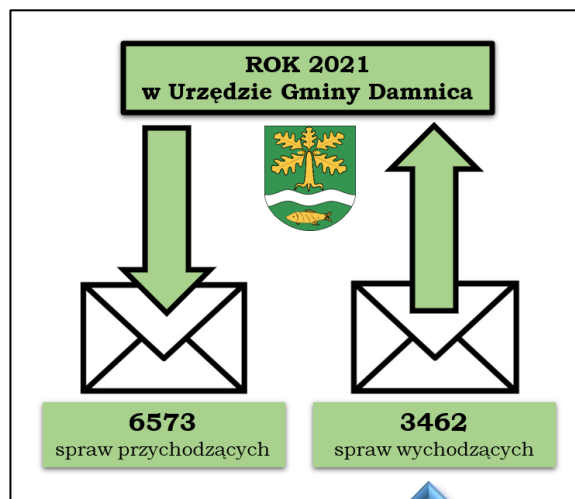 ROK 2021
w Urzędzie Gminy Damnica
6573
spraw przychodzących
3462
spraw wychodzących